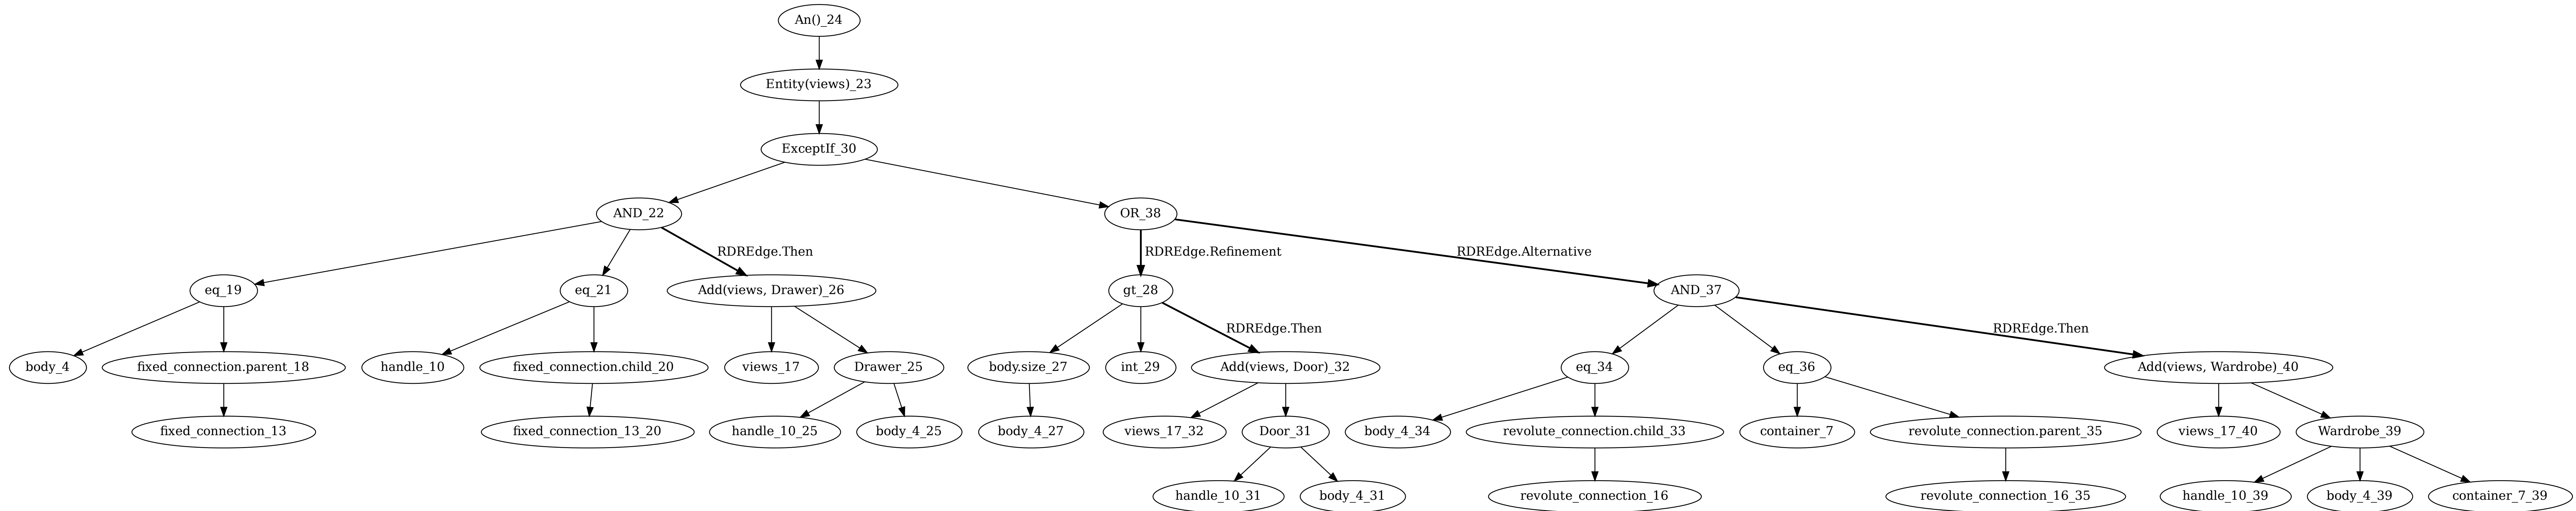 An()_24
Entity(views)_23
ExceptIf_30
AND_22
OR_38
RDREdge.Then
RDREdge.Refinement
RDREdge.Alternative
eq_19
eq_21
Add(views, Drawer)_26
gt_28
AND_37
RDREdge.Then
RDREdge.Then
body_4
fixed_connection.parent_18
handle_10
fixed_connection.child_20
views_17
Drawer_25
body.size_27
int_29
Add(views, Door)_32
eq_34
eq_36
Add(views, Wardrobe)_40
fixed_connection_13
fixed_connection_13_20
handle_10_25
body_4_25
body_4_27
views_17_32
Door_31
body_4_34
revolute_connection.child_33
container_7
revolute_connection.parent_35
views_17_40
Wardrobe_39
handle_10_31
body_4_31
revolute_connection_16
revolute_connection_16_35
handle_10_39
body_4_39
container_7_39